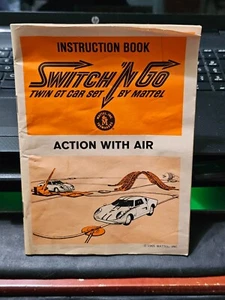 INSTRUCTION BOOK
SWITCH 'N GO
TWIN GT CAR SET BY MATTEL
ACTION WITH AIR